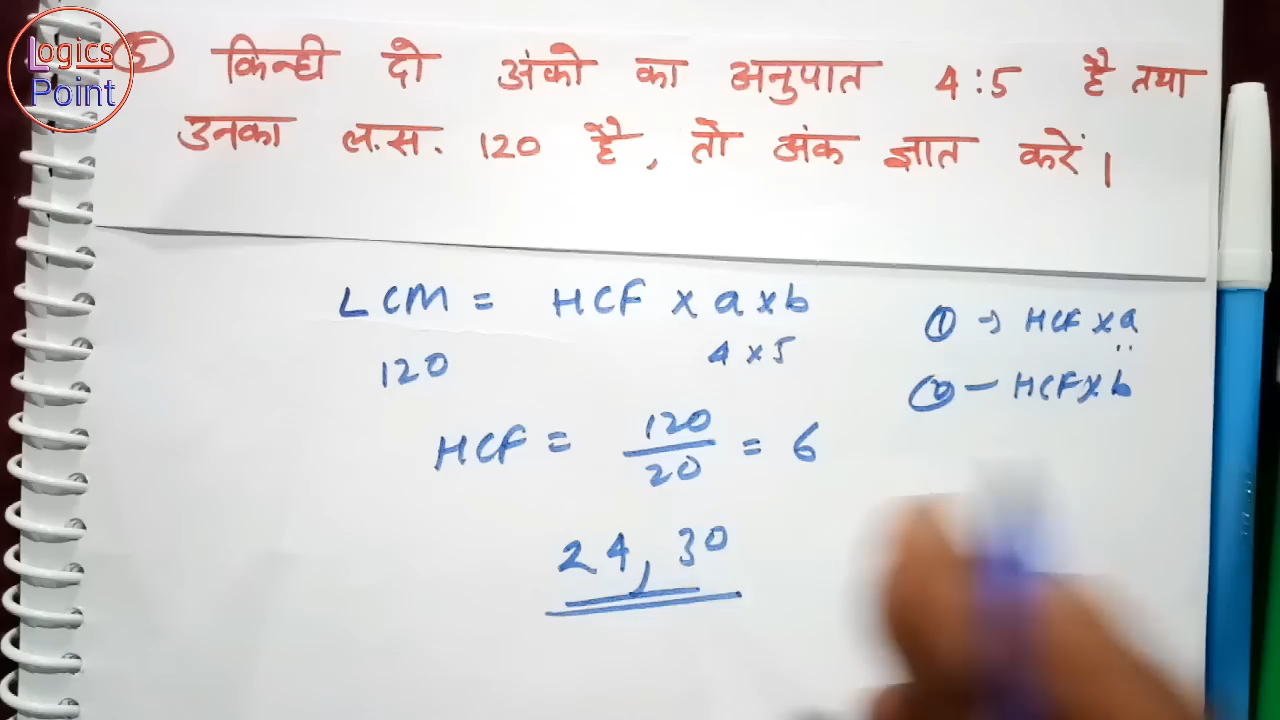 Logics
Point
⑤ किन्ही दो अंको का अनुपात 4:5 है तथा
उनका ल.स. 120 है, तो अंक ज्ञात करें।
LCM = HCF × a × b
① → HCF × a
120 4 × 5
② — HCF × b
HCF = 120/20 = 6
24, 30